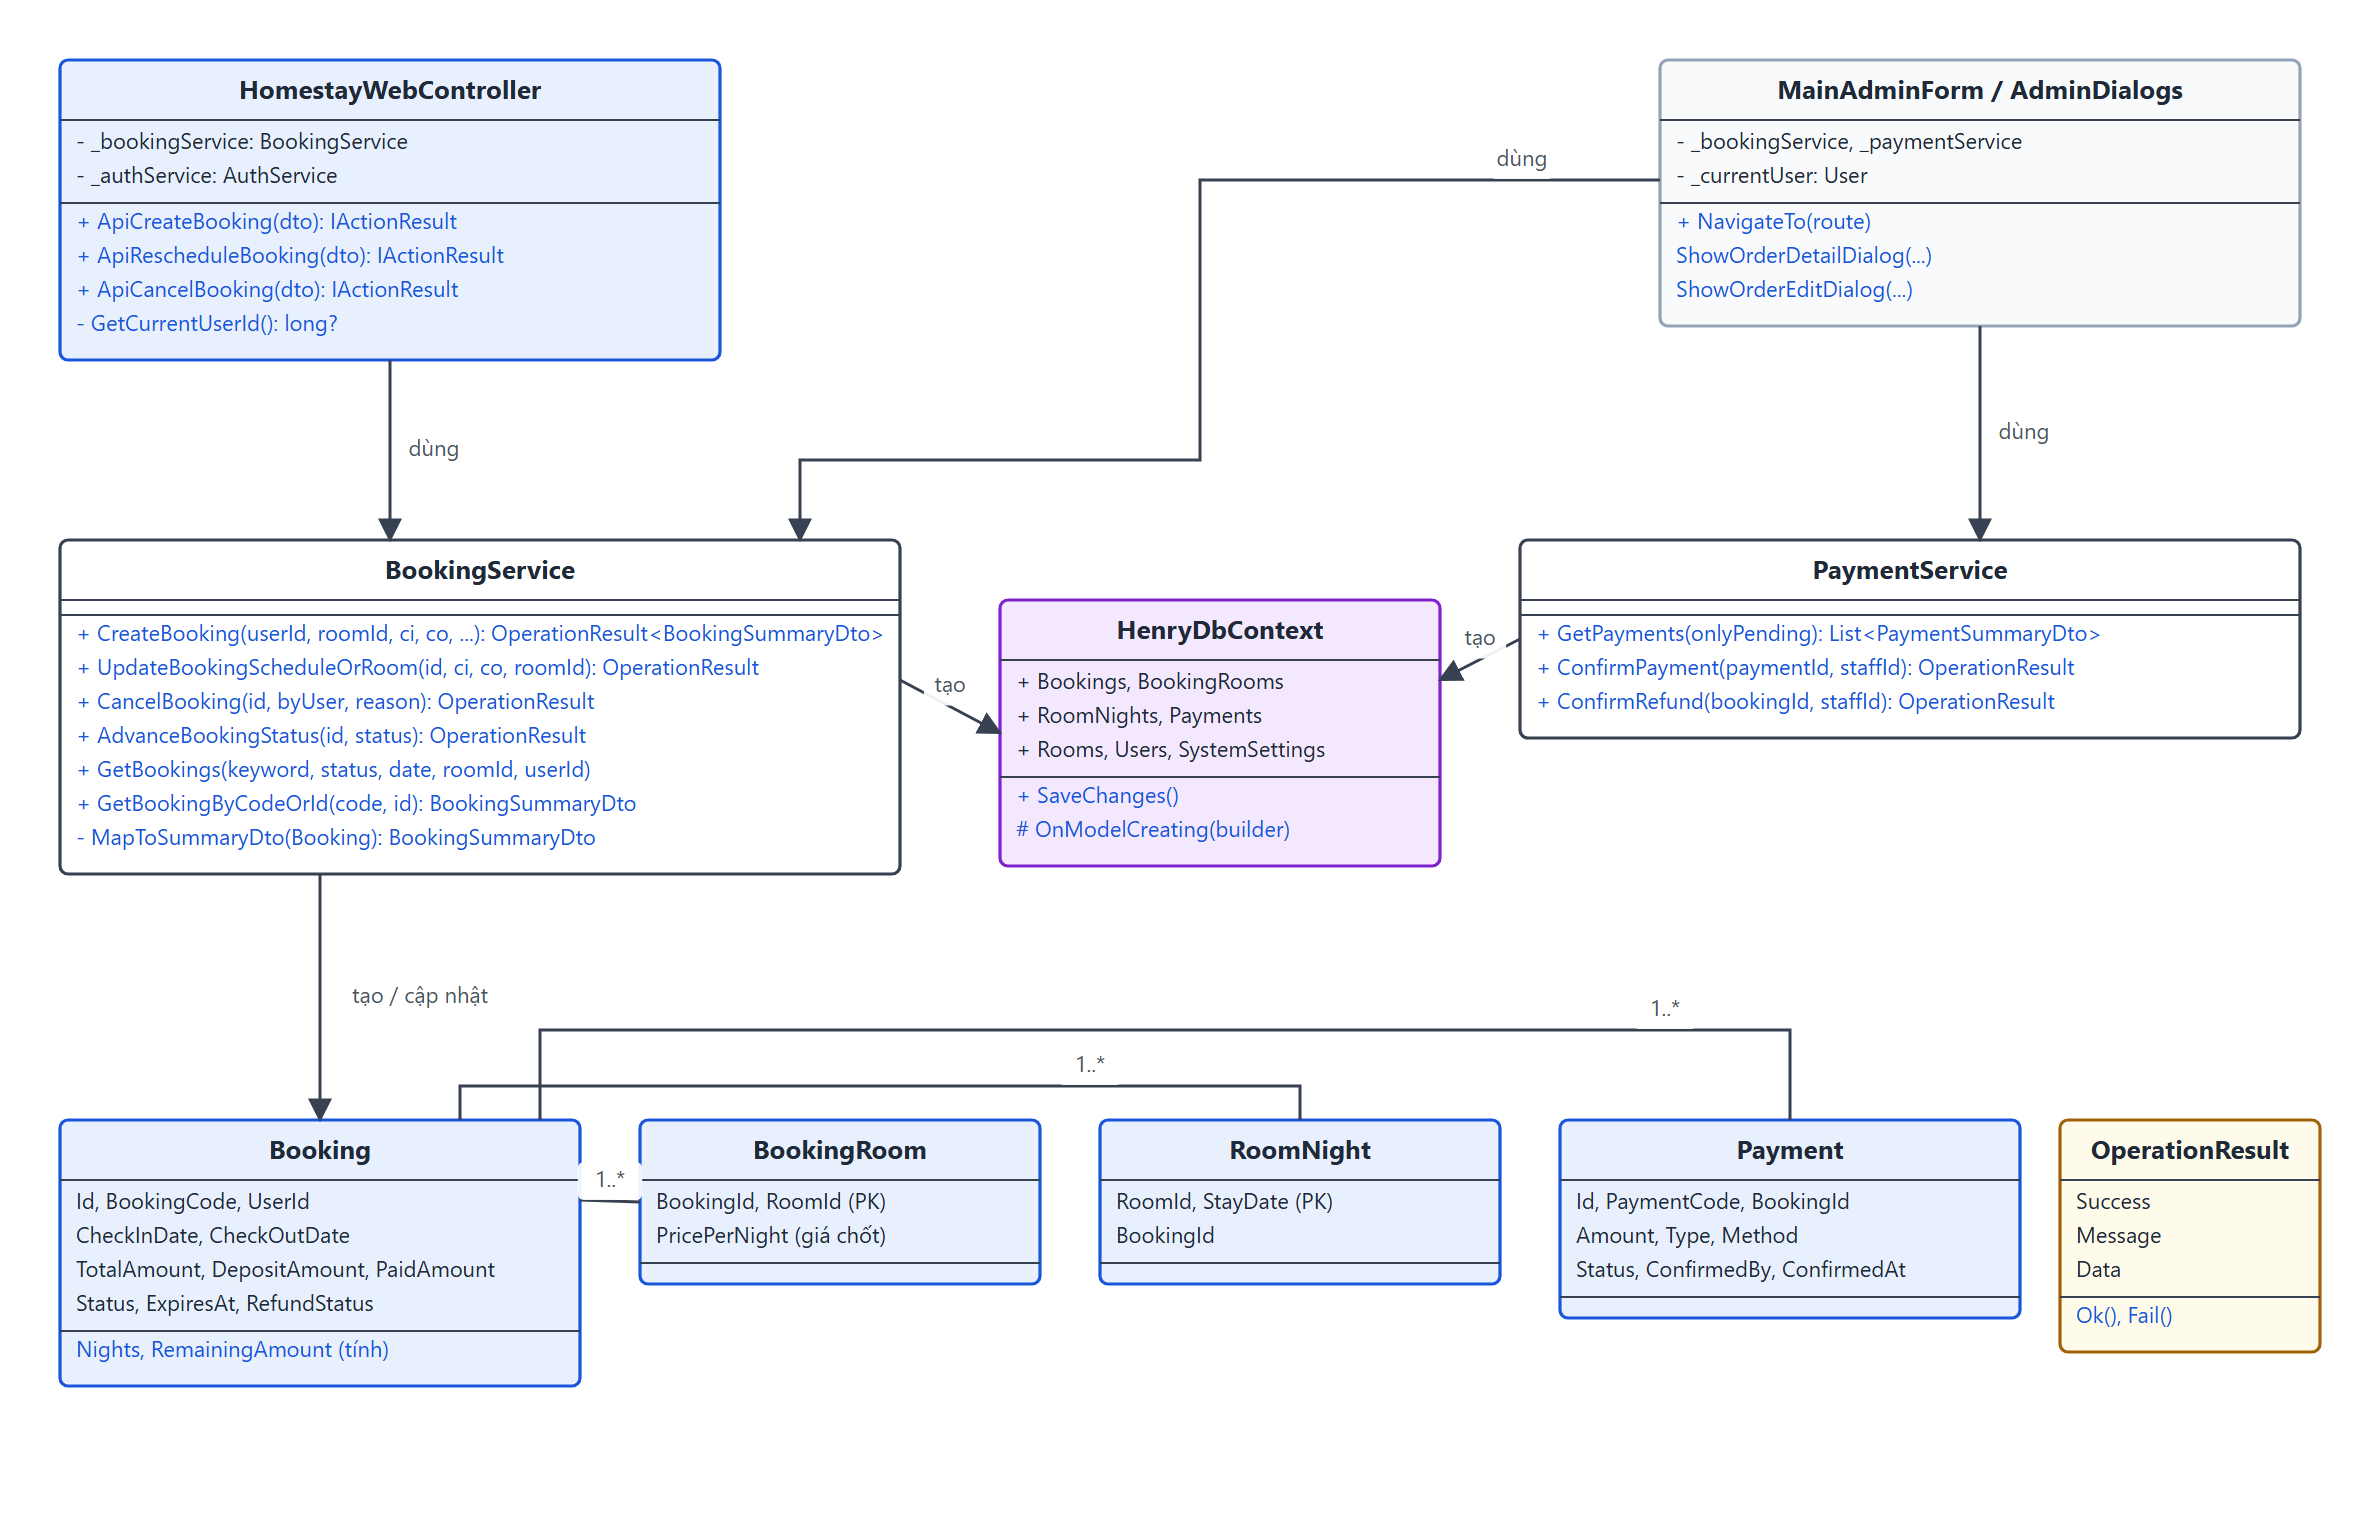 HomestayWebController
- _bookingService: BookingService
- _authService: AuthService
+ ApiCreateBooking(dto): IActionResult
+ ApiRescheduleBooking(dto): IActionResult
+ ApiCancelBooking(dto): IActionResult
- GetCurrentUserId(): long?
MainAdminForm / AdminDialogs
- _bookingService, _paymentService
- _currentUser: User
+ NavigateTo(route)
ShowOrderDetailDialog(...)
ShowOrderEditDialog(...)
dùng
dùng
dùng
BookingService
+ CreateBooking(userId, roomId, ci, co, ...): OperationResult<BookingSummaryDto>
+ UpdateBookingScheduleOrRoom(id, ci, co, roomId): OperationResult
+ CancelBooking(id, byUser, reason): OperationResult
+ AdvanceBookingStatus(id, status): OperationResult
+ GetBookings(keyword, status, date, roomId, userId)
+ GetBookingByCodeOrId(code, id): BookingSummaryDto
- MapToSummaryDto(Booking): BookingSummaryDto
tạo
HenryDbContext
+ Bookings, BookingRooms
+ RoomNights, Payments
+ Rooms, Users, SystemSettings
+ SaveChanges()
# OnModelCreating(builder)
tạo
PaymentService
+ GetPayments(onlyPending): List<PaymentSummaryDto>
+ ConfirmPayment(paymentId, staffId): OperationResult
+ ConfirmRefund(bookingId, staffId): OperationResult
tạo / cập nhật
1..*
1..*
Booking
Id, BookingCode, UserId
CheckInDate, CheckOutDate
TotalAmount, DepositAmount, PaidAmount
Status, ExpiresAt, RefundStatus
Nights, RemainingAmount (tính)
1..*
BookingRoom
BookingId, RoomId (PK)
PricePerNight (giá chốt)
RoomNight
RoomId, StayDate (PK)
BookingId
Payment
Id, PaymentCode, BookingId
Amount, Type, Method
Status, ConfirmedBy, ConfirmedAt
OperationResult
Success
Message
Data
Ok(), Fail()